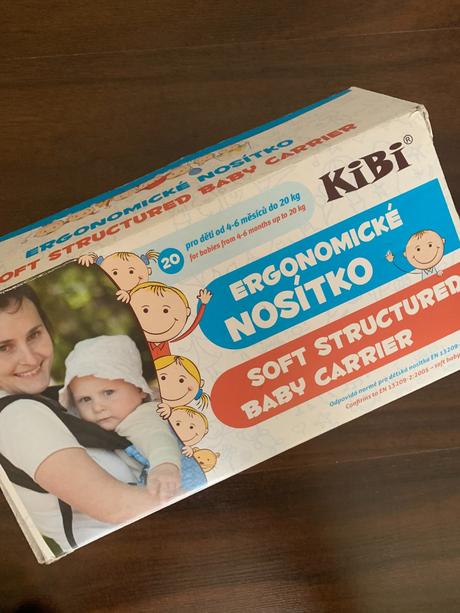 ERGONOMICKÉ NOSÍTKO
SOFT STRUCTURED BABY CARRIER
KiBi®
20
pro děti od 4-6 měsíců do 20 kg
for babies from 4-6 months up to 20 kg
ERGONOMICKÉ
NOSÍTKO
SOFT STRUCTURED
BABY CARRIER
Odpovídá normě pro dětská nosítka EN 13209-
Conforms to EN 13209-2:2005 – soft baby